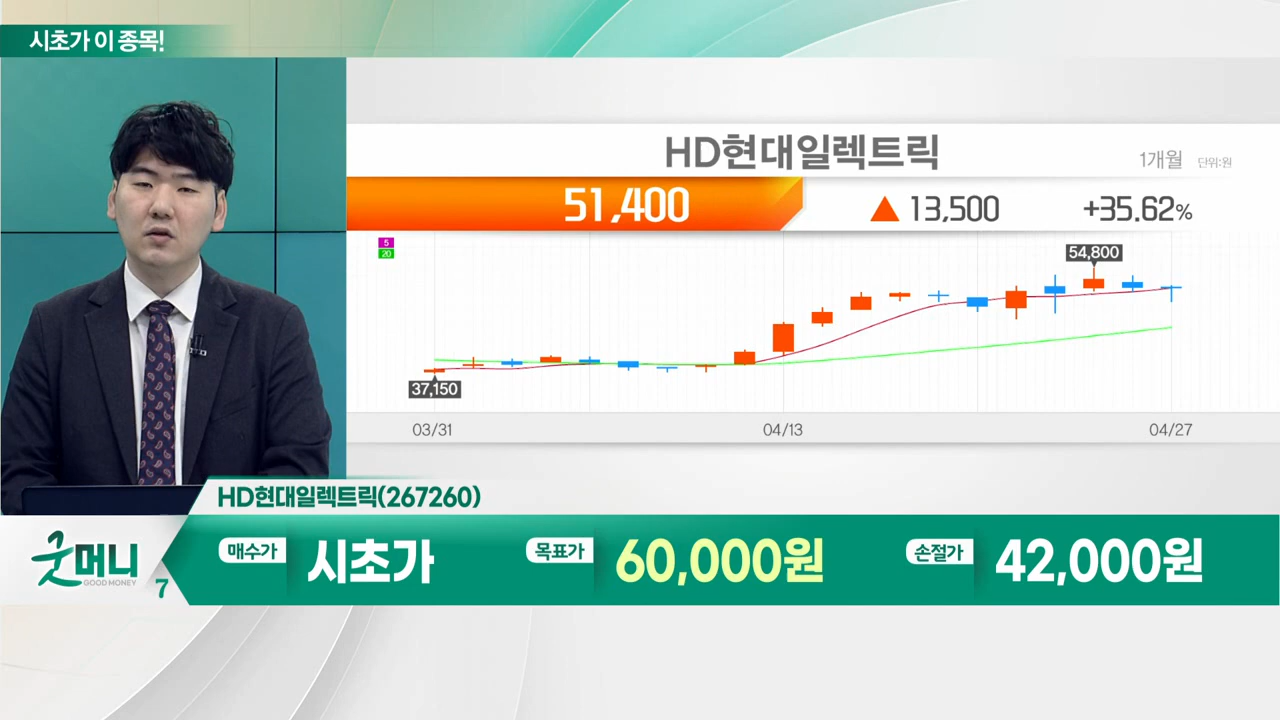 시초가 이 종목!
HD현대일렉트릭
1개월 단위:원
51,400 ▲ 13,500 +35.62%
5
20
54,800
37,150
03/31 04/13 04/27
HD현대일렉트릭(267260)
굿머니
GOOD MONEY
7
매수가 시초가 목표가 60,000원 손절가 42,000원